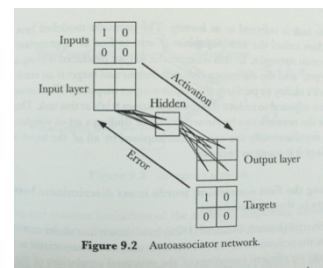 Inputs
1 0
0 0
Input layer
Activation
Hidden
Error
Output layer
1 0
Targets
0 0
Figure 9.2 Autoassociator network.